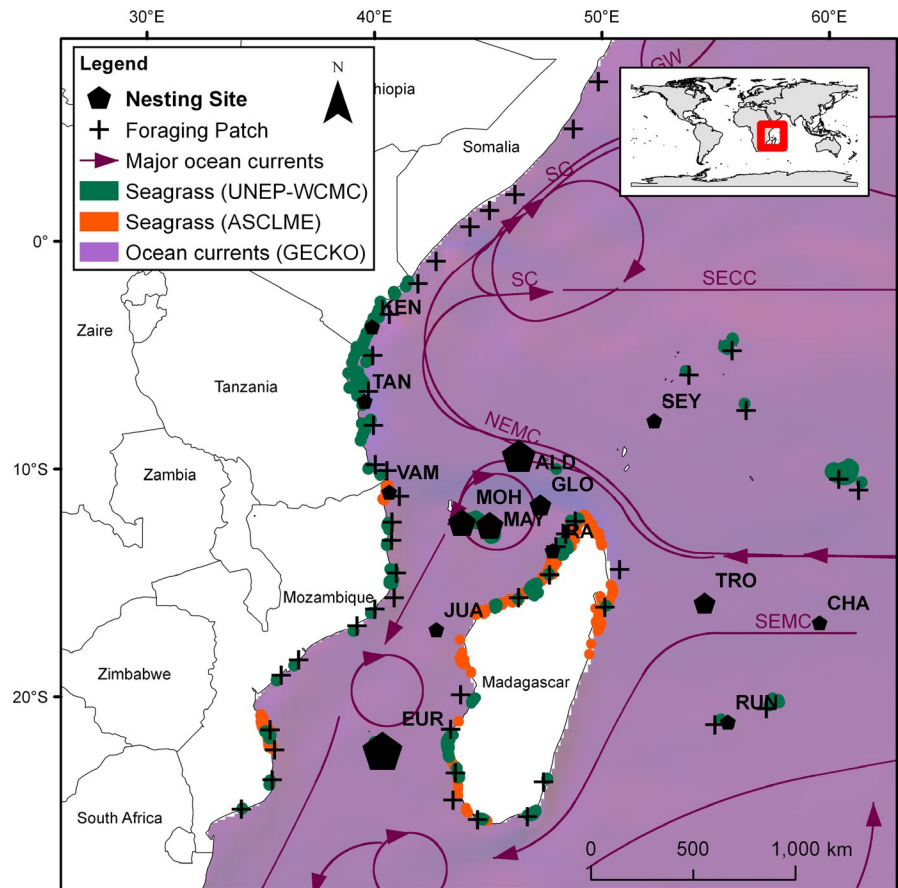 30°E
40°E
50°E
60°E
Legend
Nesting Site
Foraging Patch
Major ocean currents
Seagrass (UNEP-WCMC)
Seagrass (ASCLME)
Ocean currents (GECKO)
N
hiopia
Somalia
GW
SG
0°
SC
SECC
KEN
Zaire
Tanzania
TAN
SEY
NEMC
10°S
VAM
ALD
GLO
Zambia
MOH
MAY
RA
Mozambique
JUA
TRO
CHA
SEMC
Zimbabwe
Madagascar
20°S
EUR
RUN
South Africa
0
500
1,000 km